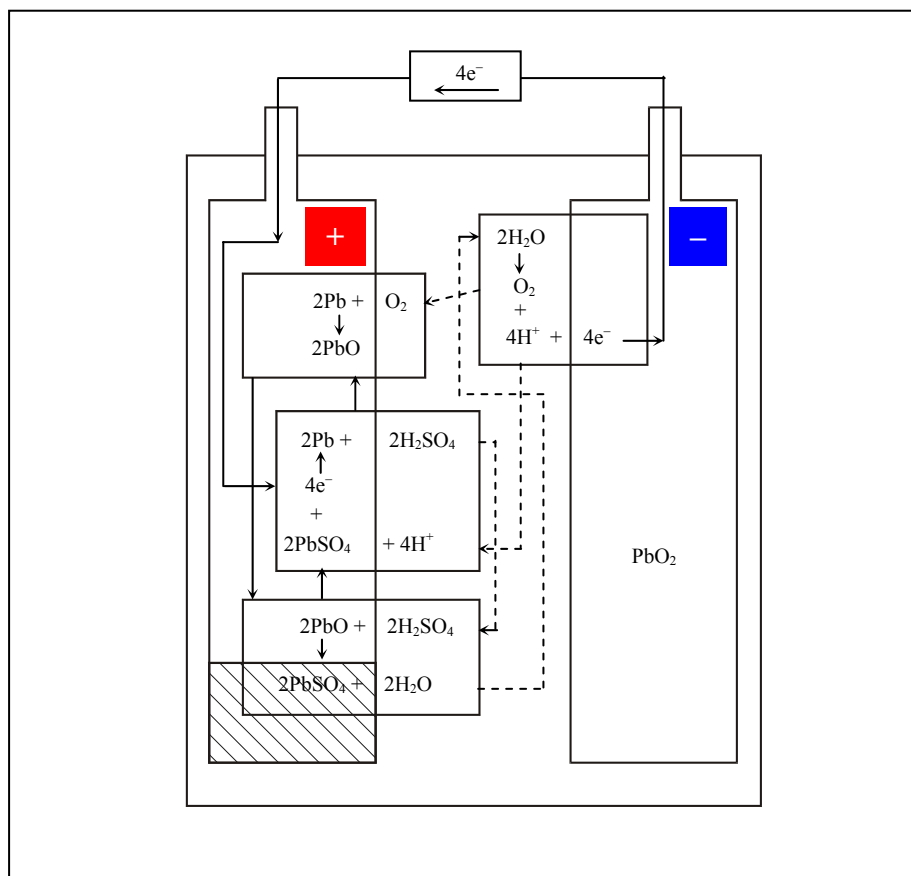 4e⁻
+
–
2H₂O
O₂
+
4H⁺ + 4e⁻
2Pb + O₂
2PbO
2Pb + 2H₂SO₄
4e⁻
+
2PbSO₄ + 4H⁺
PbO₂
2PbO + 2H₂SO₄
2PbSO₄ + 2H₂O